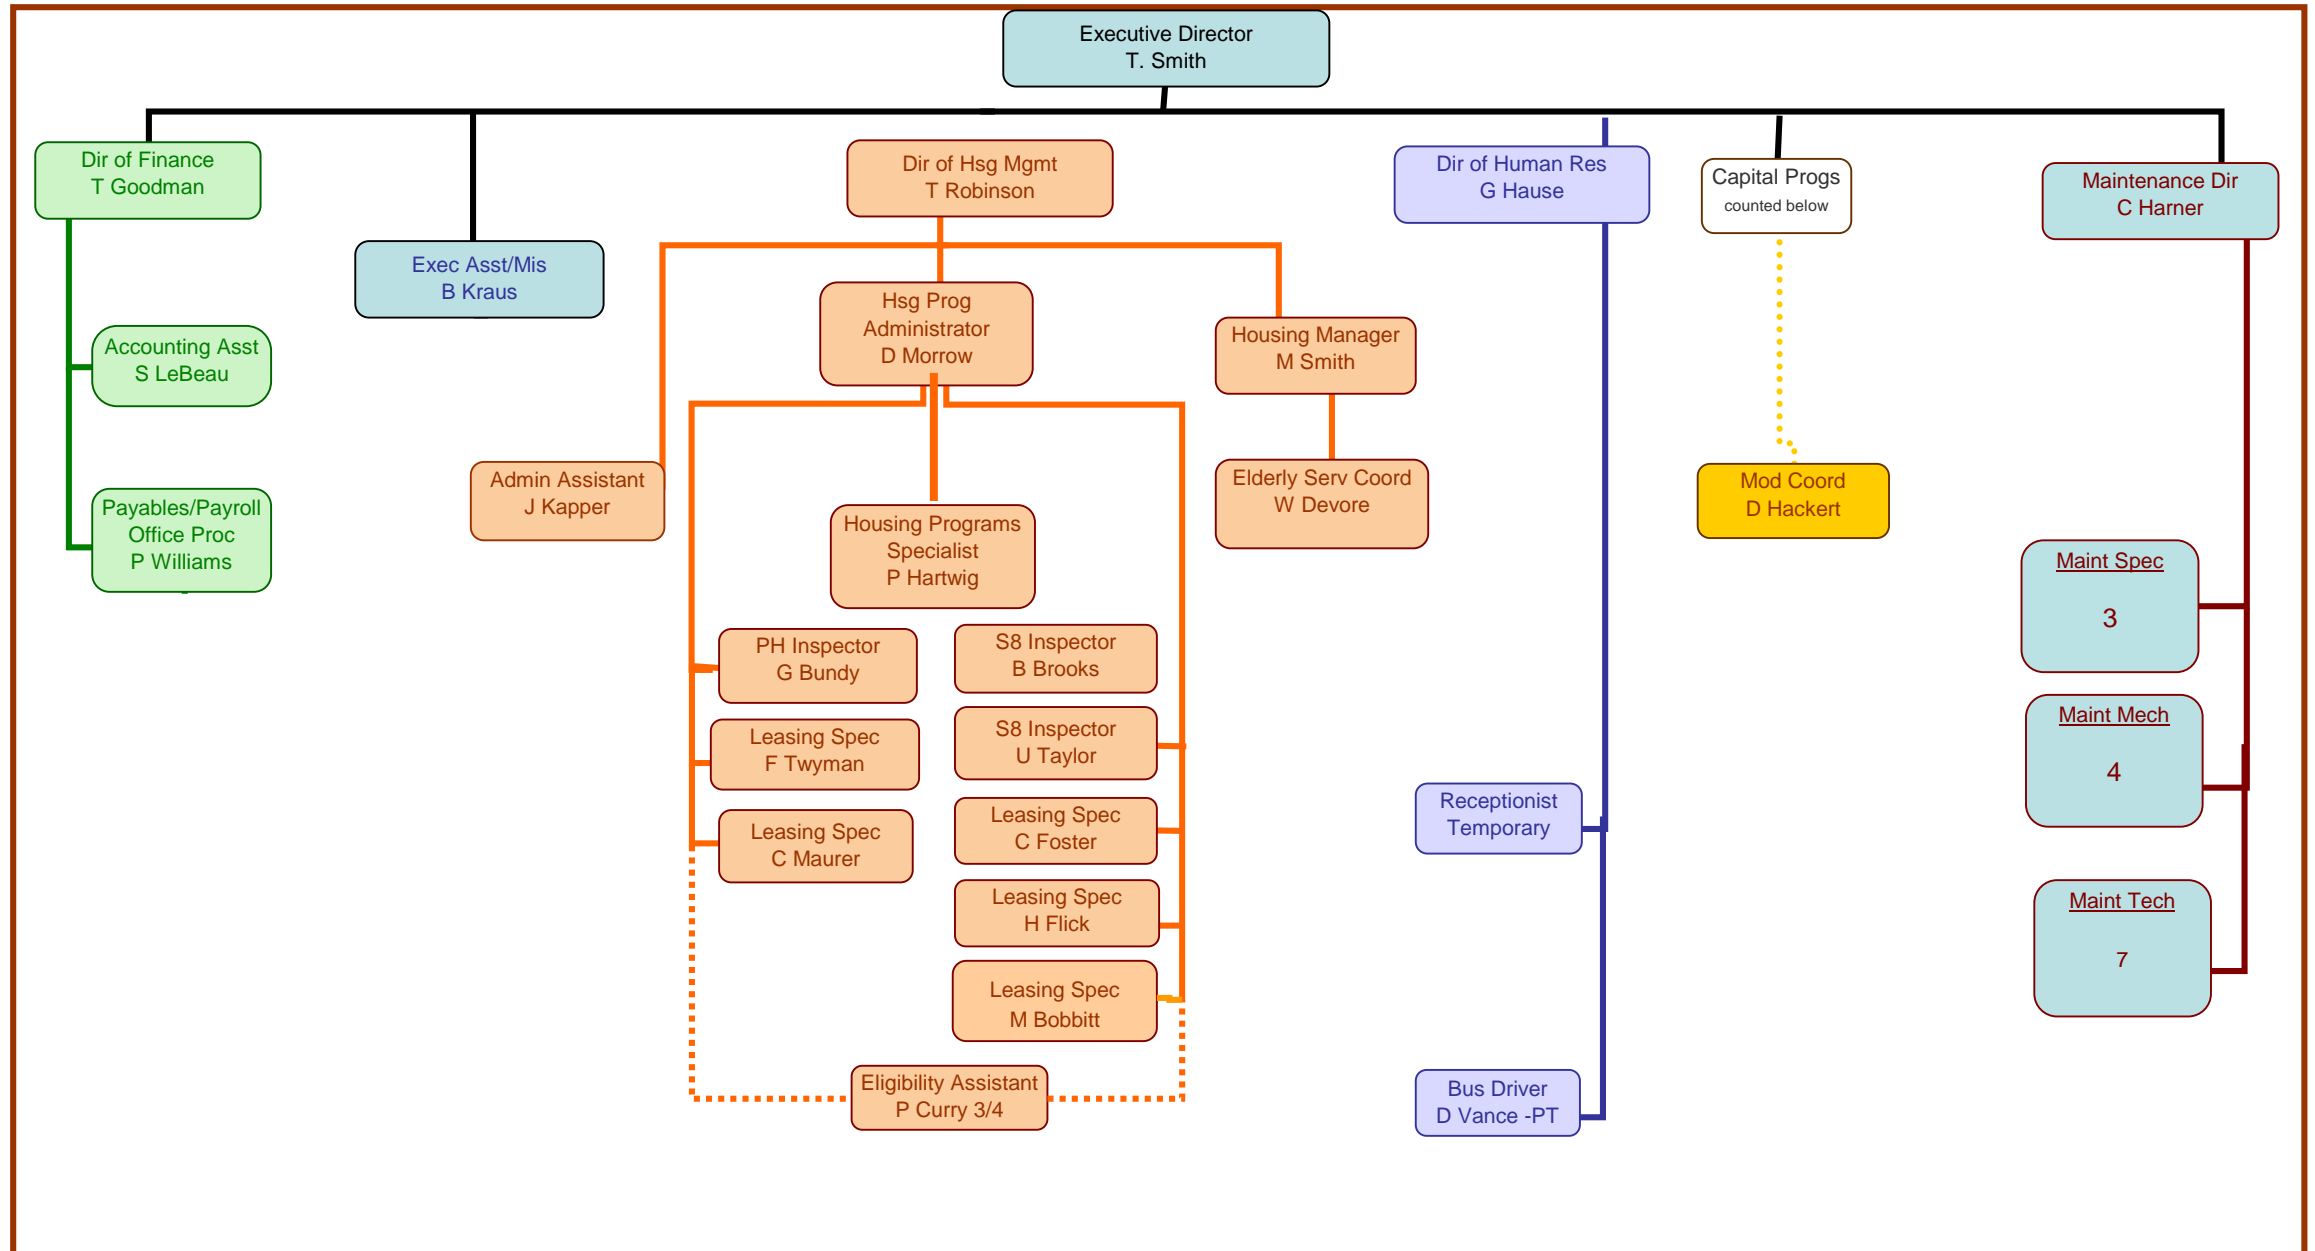 Executive Director
T. Smith
Dir of Finance
T Goodman
Dir of Hsg Mgmt
T Robinson
Dir of Human Res
G Hause
Capital Progs
counted below
Maintenance Dir
C Harner
Exec Asst/Mis
B Kraus
Hsg Prog
Administrator
D Morrow
Housing Manager
M Smith
Accounting Asst
S LeBeau
Admin Assistant
J Kapper
Elderly Serv Coord
W Devore
Mod Coord
D Hackert
Payables/Payroll
Office Proc
P Williams
Housing Programs
Specialist
P Hartwig
Maint Spec
3
PH Inspector
G Bundy
S8 Inspector
B Brooks
Leasing Spec
F Twyman
S8 Inspector
U Taylor
Maint Mech
4
Leasing Spec
C Maurer
Leasing Spec
C Foster
Receptionist
Temporary
Leasing Spec
H Flick
Maint Tech
7
Leasing Spec
M Bobbitt
Eligibility Assistant
P Curry 3/4
Bus Driver
D Vance -PT